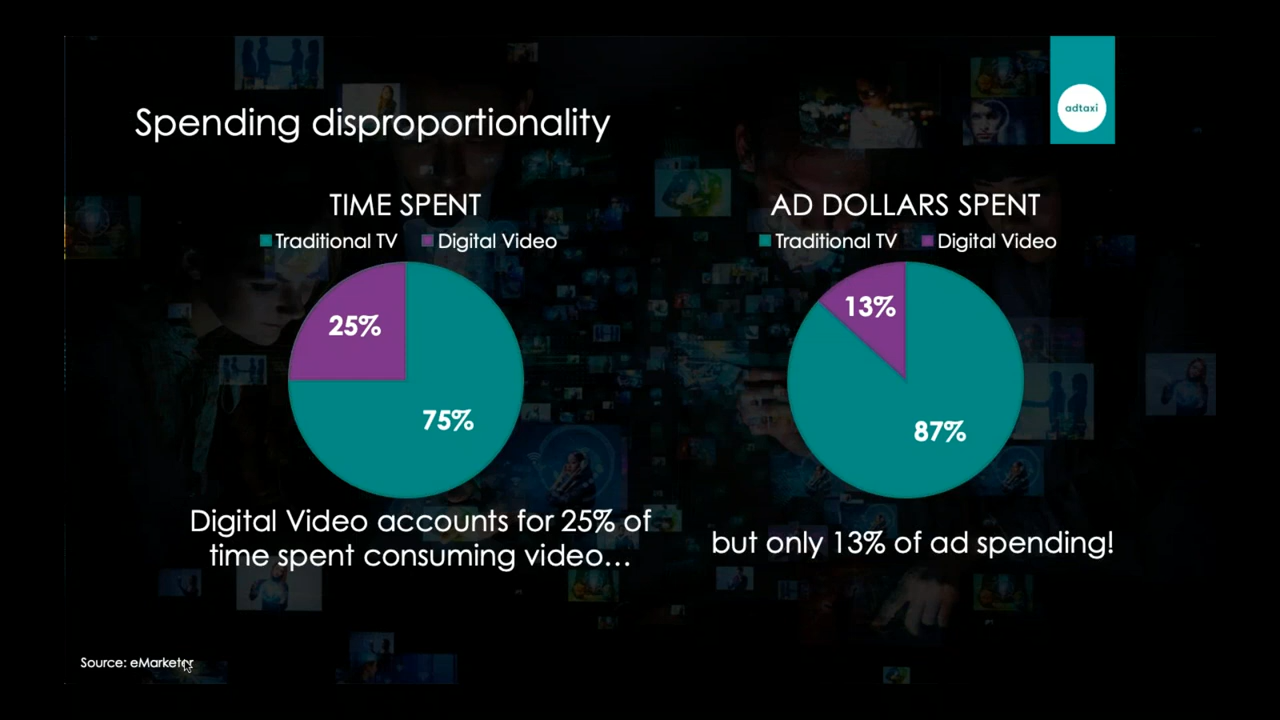 adtaxi
Spending disproportionality
TIME SPENT
Traditional TV Digital Video
25%
75%
Digital Video accounts for 25% of
time spent consuming video...
AD DOLLARS SPENT
Traditional TV Digital Video
13%
87%
but only 13% of ad spending!
Source: eMarketer